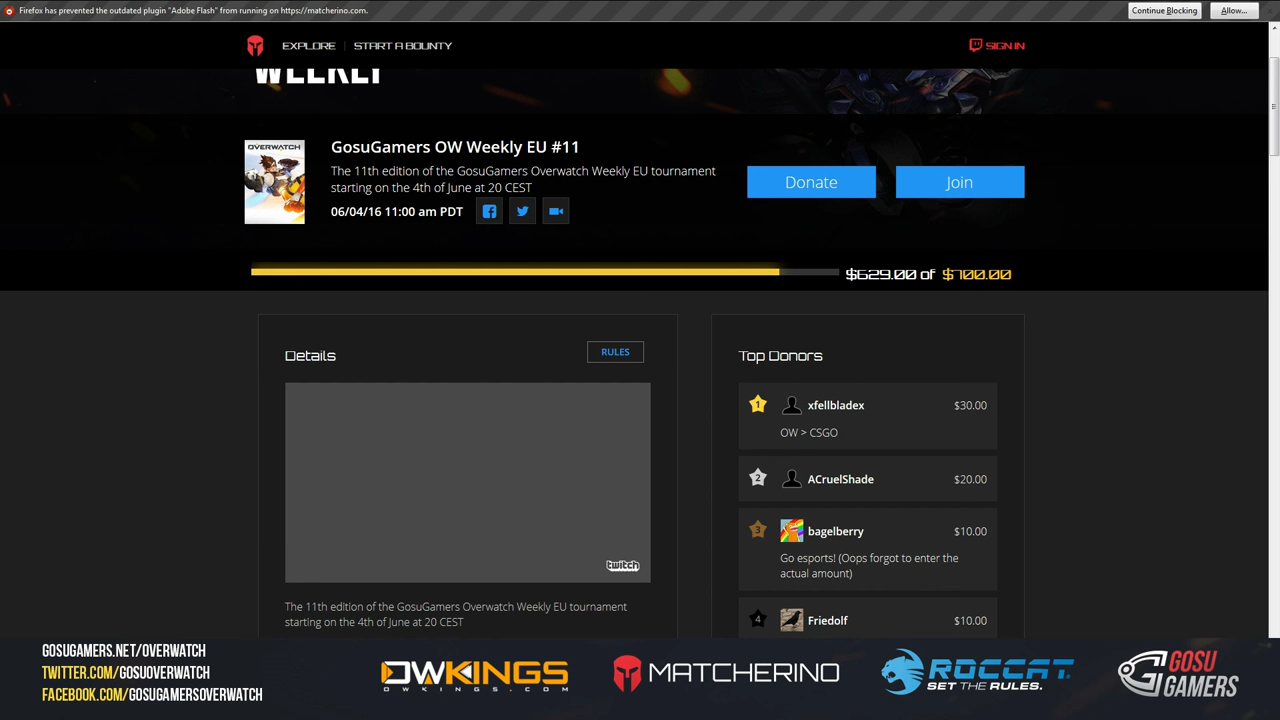 Firefox has prevented the outdated plugin "Adobe Flash" from running on https://matcherino.com.
Continue Blocking
Allow...
EXPLORE
START A BOUNTY
SIGN IN
WEEKLY
OVERWATCH
GosuGamers OW Weekly EU #11
The 11th edition of the GosuGamers Overwatch Weekly EU tournament
starting on the 4th of June at 20 CEST
06/04/16 11:00 am PDT
Donate
Join
$629.00 of $700.00
Details
RULES
twitch
The 11th edition of the GosuGamers Overwatch Weekly EU tournament
starting on the 4th of June at 20 CEST
Top Donors
1
xfellbladex
$30.00
OW > CSGO
2
ACruelShade
$20.00
3
bagelberry
$10.00
Go esports! (Oops forgot to enter the
actual amount)
4
Friedolf
$10.00
GOSUGAMERS.NET/OVERWATCH
TWITTER.COM/GOSUOVERWATCH
FACEBOOK.COM/GOSUGAMERSOVERWATCH
OWKINGS
OWKINGS.COM
MATCHERINO
ROCCAT
SET THE RULES.
GOSU
GAMERS